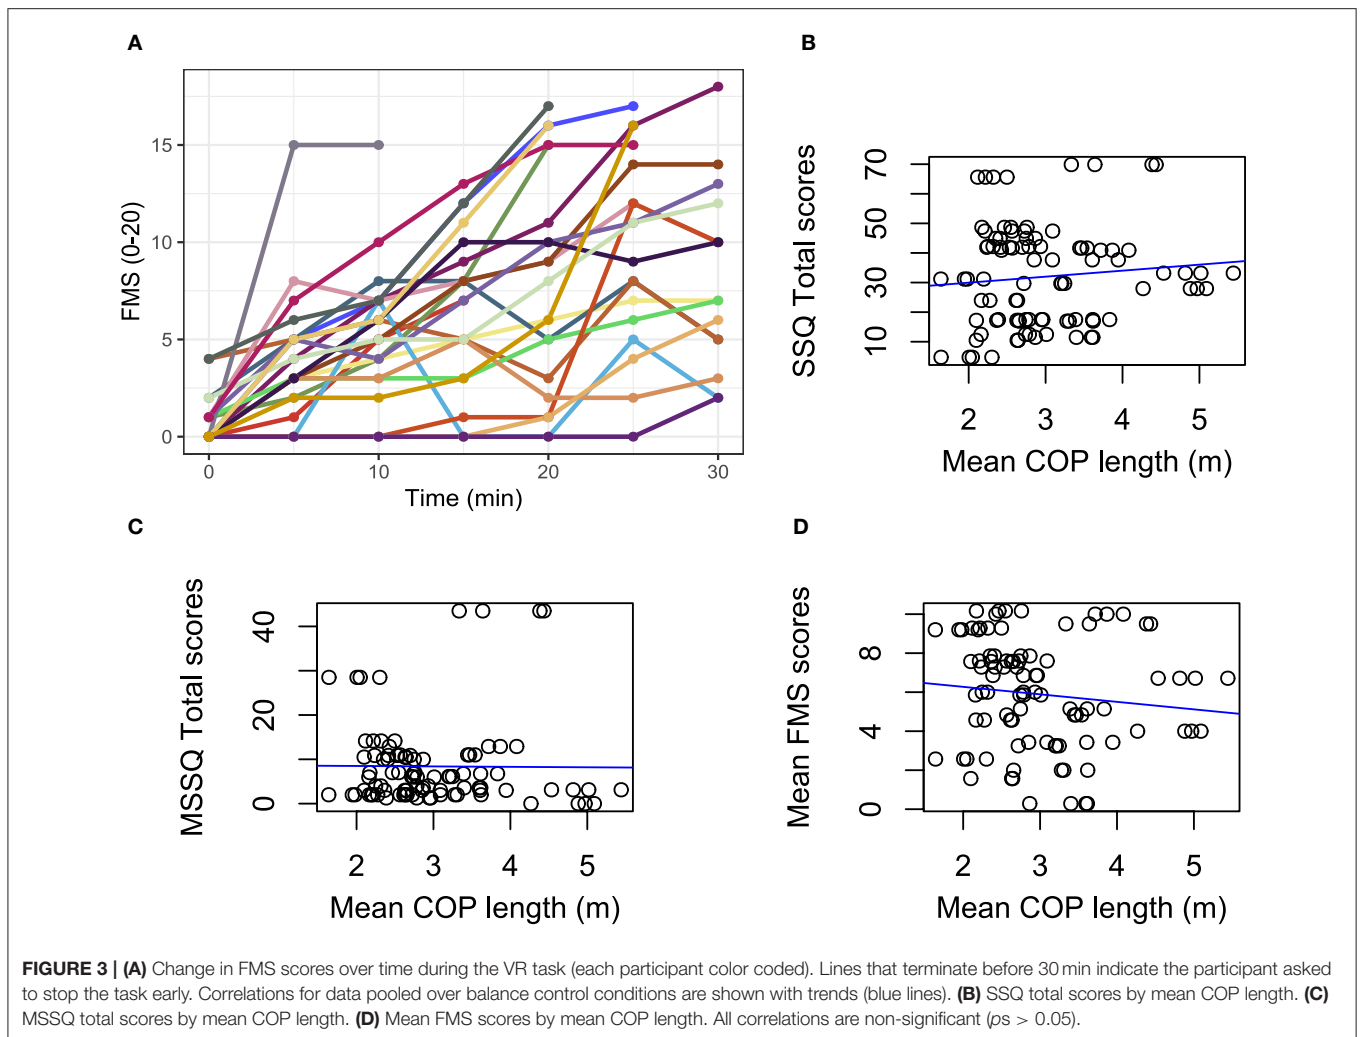 A
B
FMS (0-20)
15
10
5
0
0
10
20
30
Time (min)
SSQ Total scores
70
50
30
10
2
3
4
5
Mean COP length (m)
C
D
MSSQ Total scores
40
20
0
2
3
4
5
Mean COP length (m)
Mean FMS scores
8
4
0
2
3
4
5
Mean COP length (m)
FIGURE 3 | (A) Change in FMS scores over time during the VR task (each participant color coded). Lines that terminate before 30 min indicate the participant asked
to stop the task early. Correlations for data pooled over balance control conditions are shown with trends (blue lines). (B) SSQ total scores by mean COP length. (C)
MSSQ total scores by mean COP length. (D) Mean FMS scores by mean COP length. All correlations are non-significant (ps > 0.05).